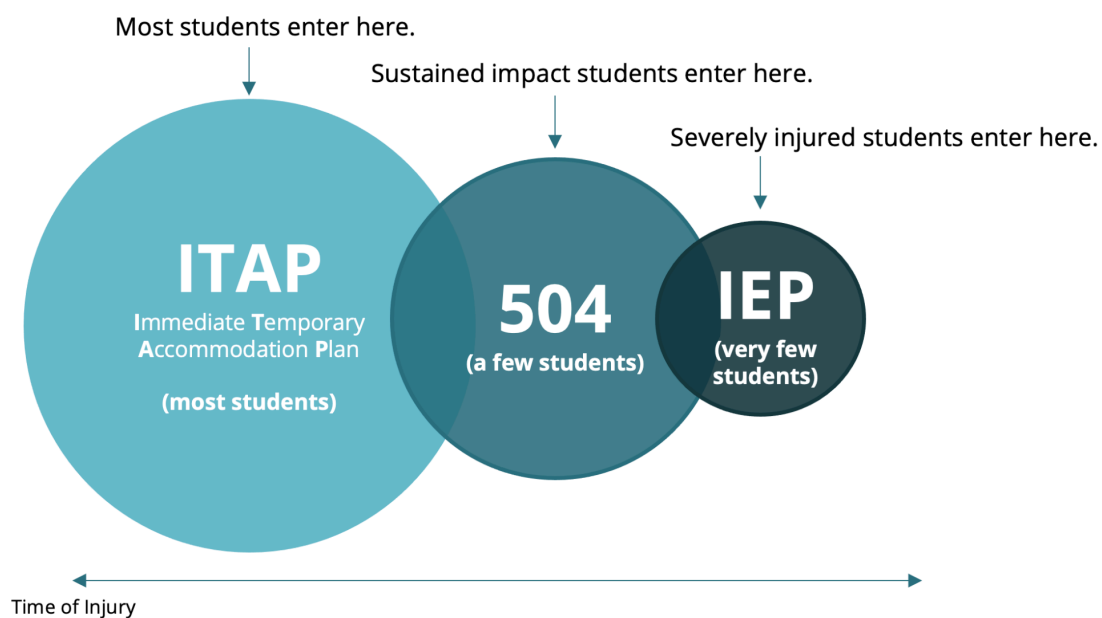 Most students enter here.
Sustained impact students enter here.
Severely injured students enter here.
ITAP
Immediate Temporary
Accommodation Plan
(most students)
504
(a few students)
IEP
(very few
students)
Time of Injury